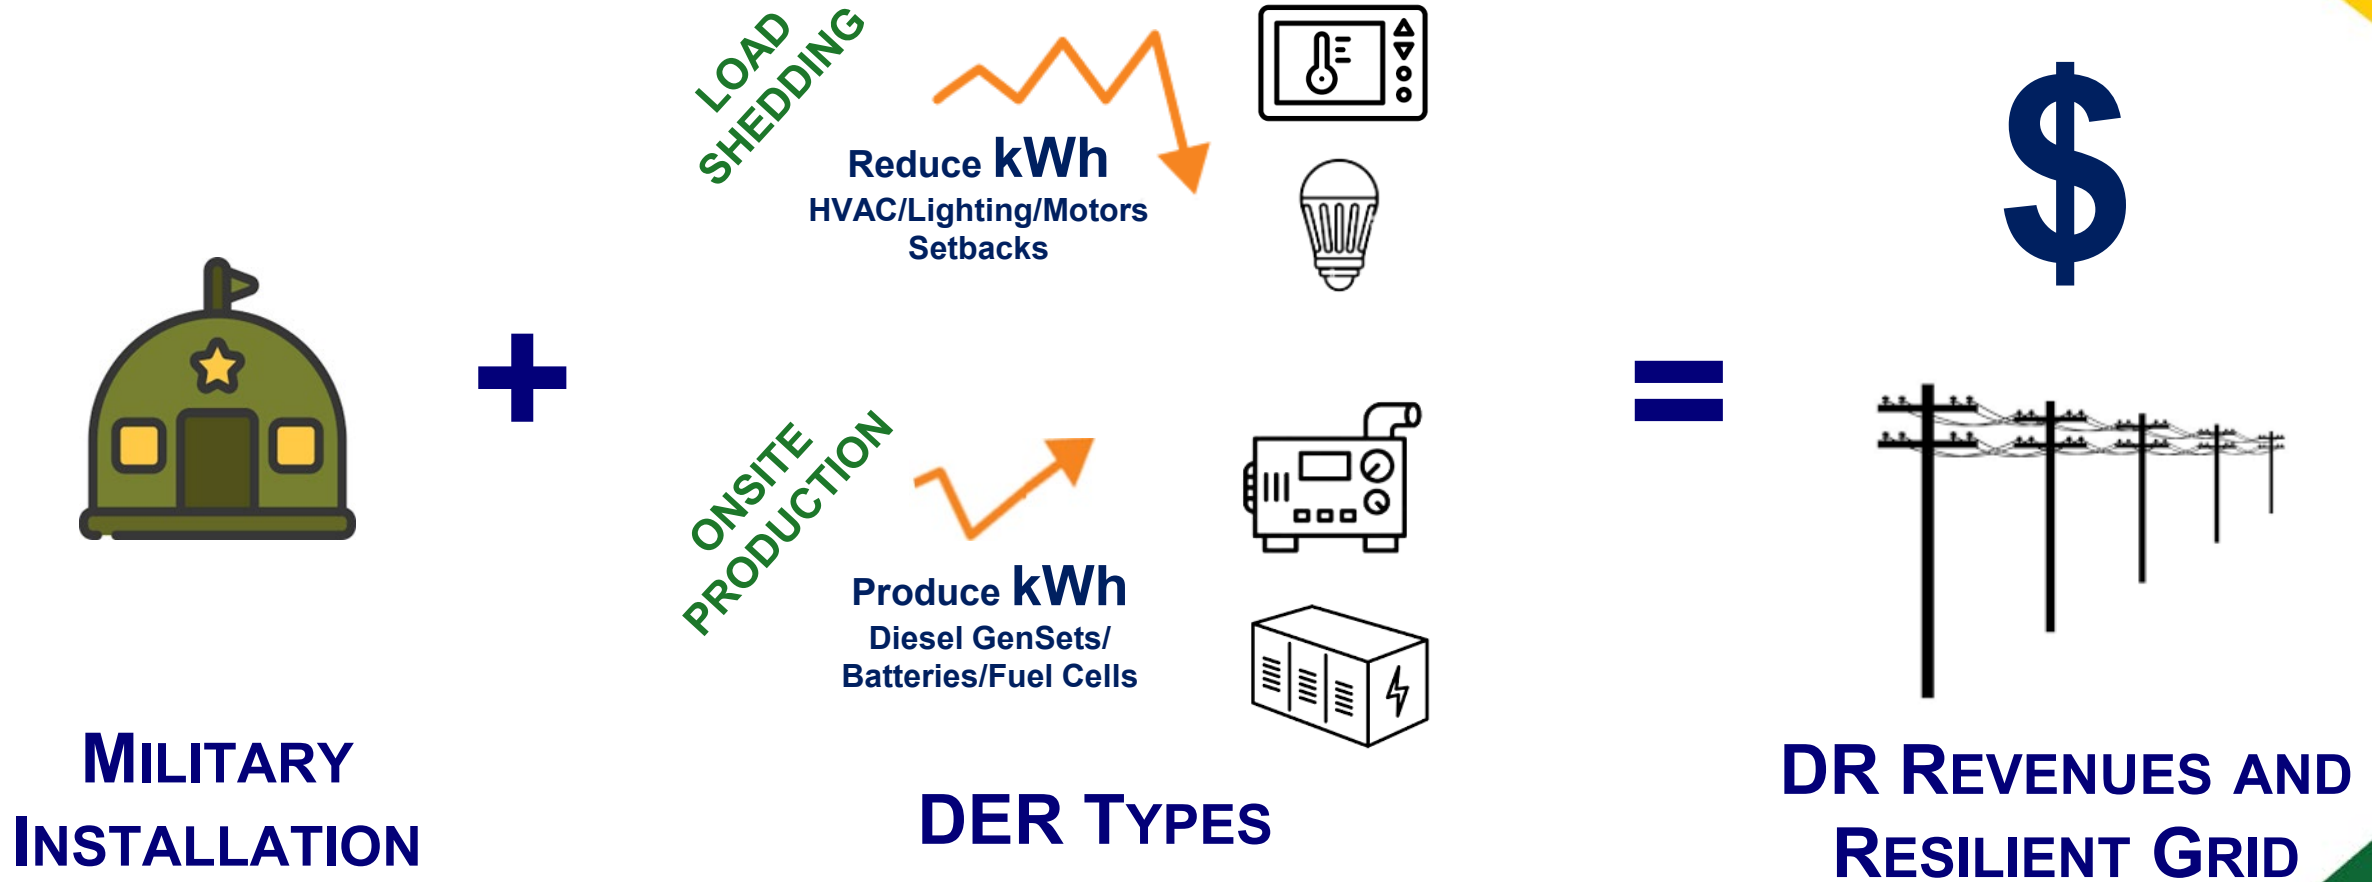 LOAD
SHEDDING
Reduce kWh
HVAC/Lighting/Motors
Setbacks
$
+
=
ONSITE
PRODUCTION
Produce kWh
Diesel GenSets/
Batteries/Fuel Cells
MILITARY
INSTALLATION
DER TYPES
DR REVENUES AND
RESILIENT GRID